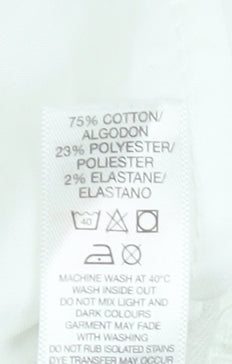 75% COTTON/
ALGODON
23% POLYESTER/
POLIESTER
2% ELASTANE/
ELASTANO
40
MACHINE WASH AT 40°C
WASH INSIDE OUT
DO NOT MIX LIGHT AND
DARK COLOURS
GARMENT MAY FADE
WITH WASHING
DO NOT RUB ISOLATED STAINS
DYE TRANSFER MAY OCCUR